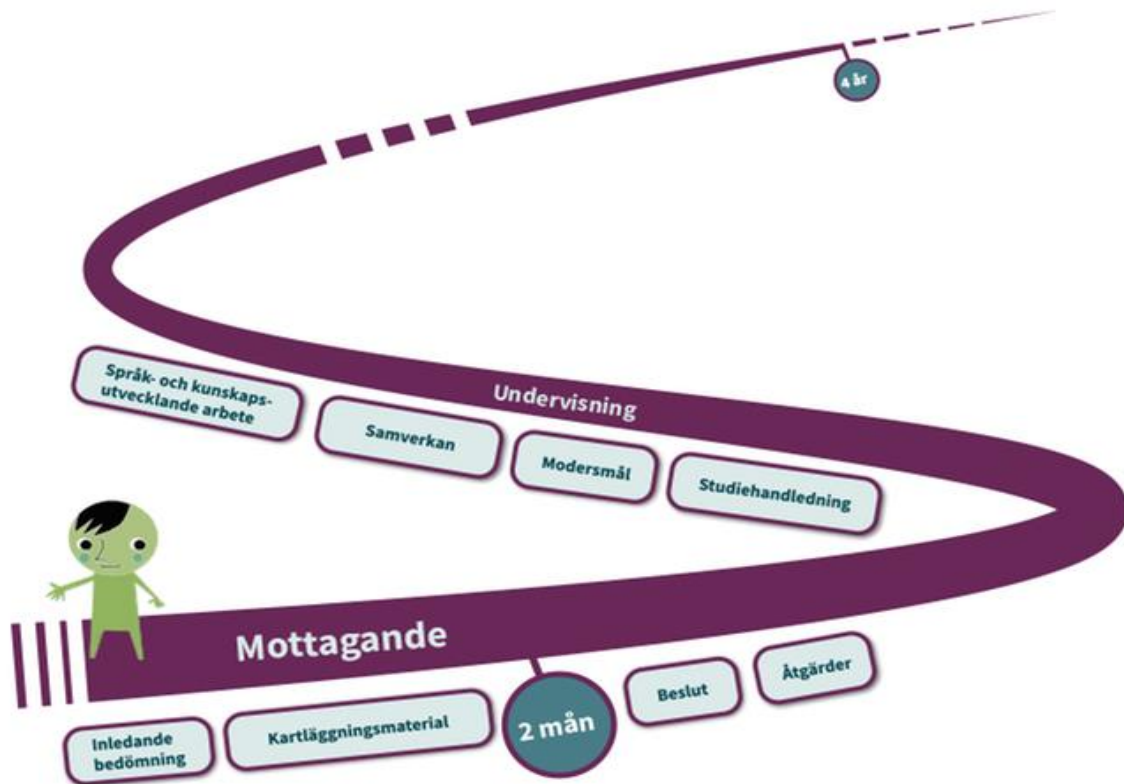 4 år
Undervisning
Språk- och kunskaps-
utvecklande arbete
Samverkan
Modersmål
Studiehandledning
Mottagande
Inledande
bedömning
Kartläggningsmaterial
2 mån
Beslut
Åtgärder